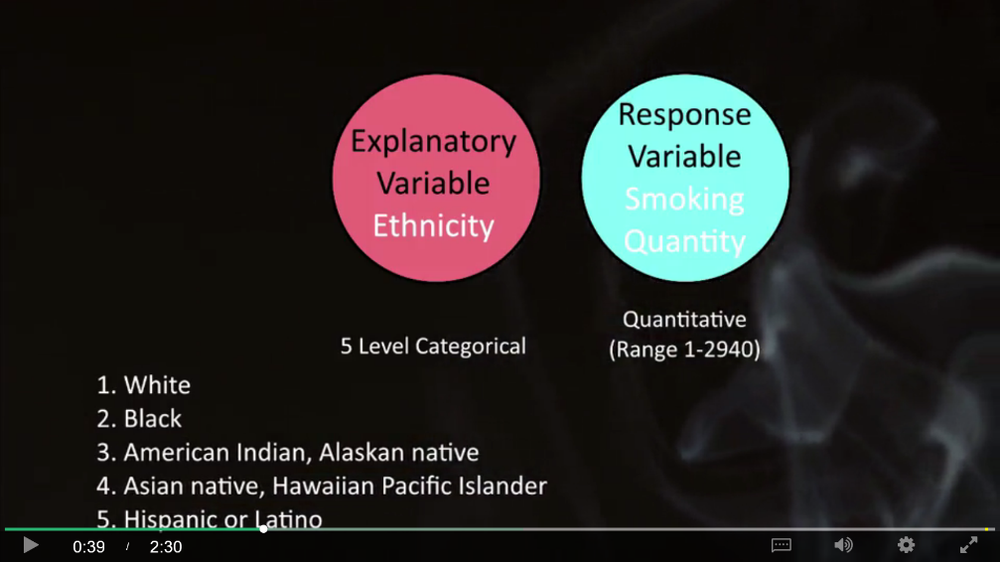 Explanatory
Variable
Ethnicity
Response
Variable
Smoking
Quantity
5 Level Categorical
Quantitative
(Range 1-2940)
1. White
2. Black
3. American Indian, Alaskan native
4. Asian native, Hawaiian Pacific Islander
5. Hispanic or Latino
0:39 / 2:30